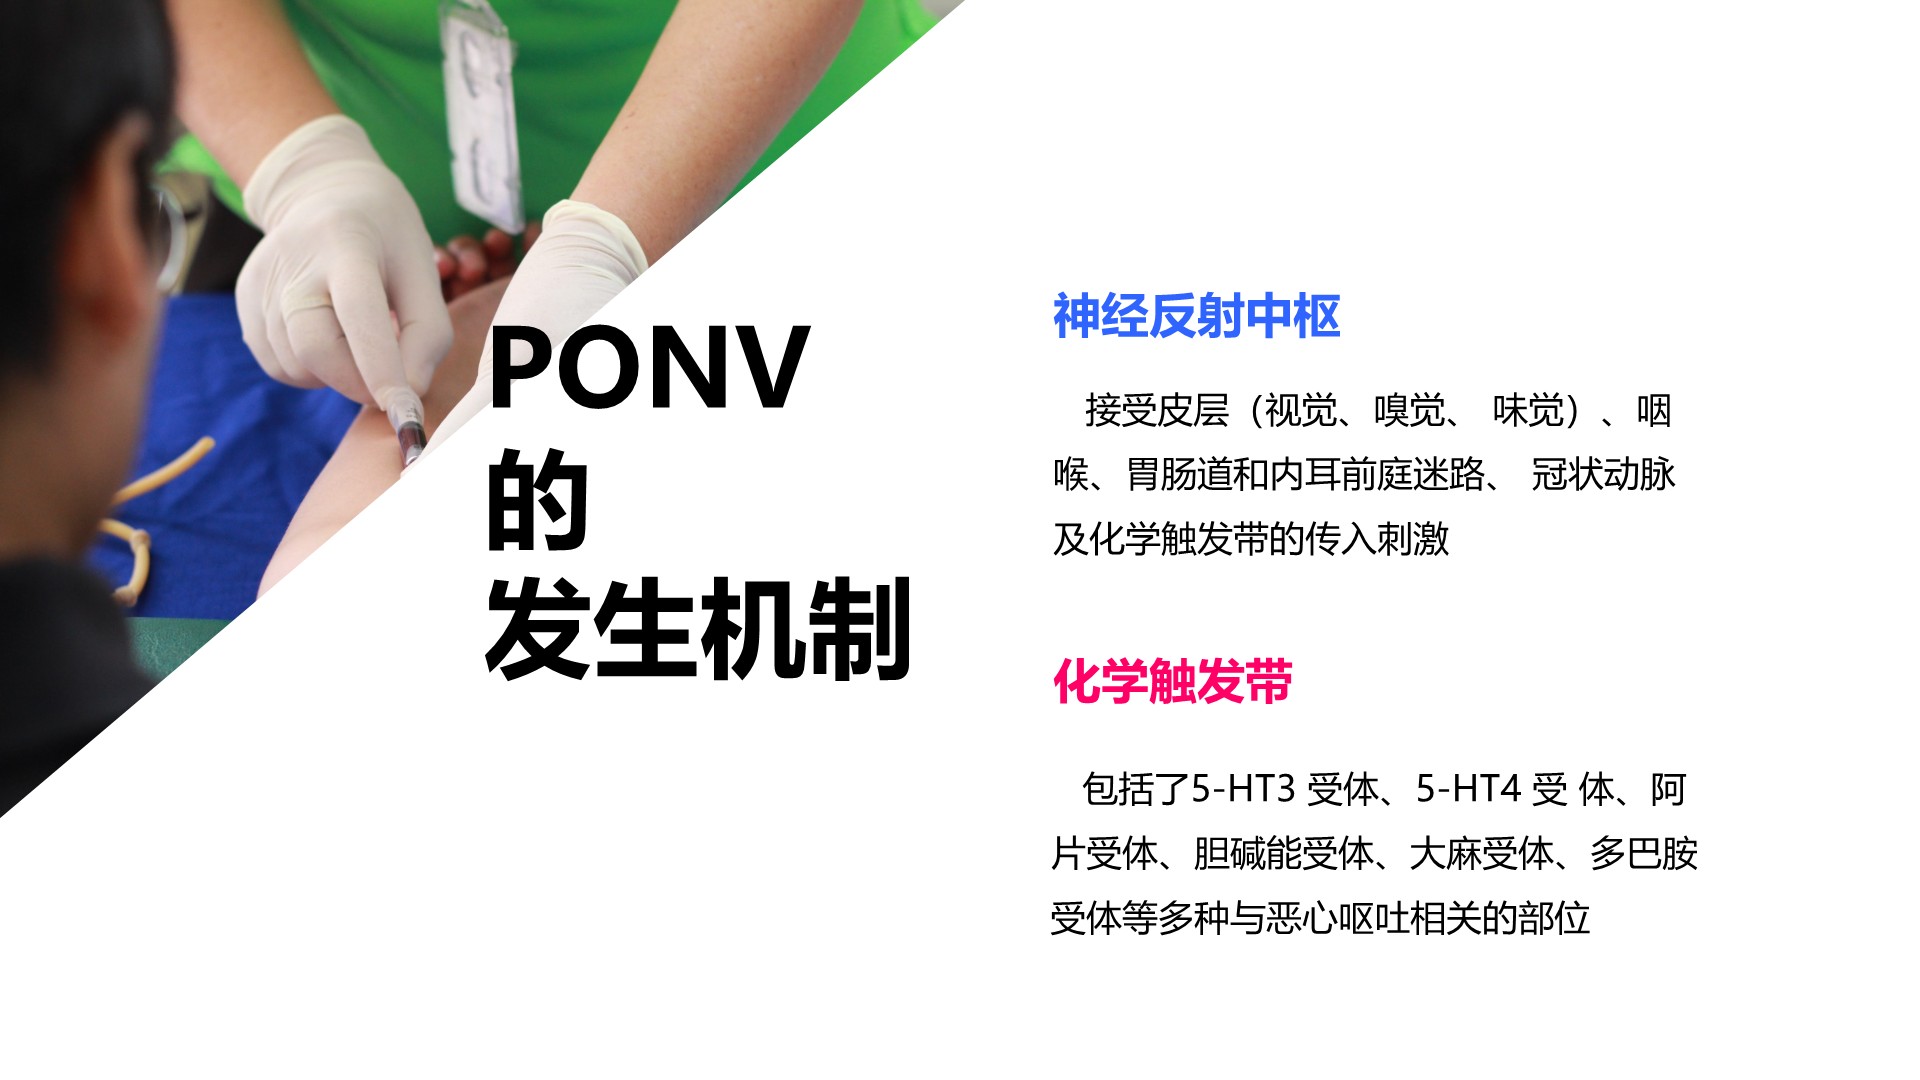 PONV
的
发生机制
神经反射中枢
接受皮层（视觉、嗅觉、 味觉）、咽
喉、胃肠道和内耳前庭迷路、 冠状动脉
及化学触发带的传入刺激
化学触发带
包括了5-HT3 受体、5-HT4 受 体、阿
片受体、胆碱能受体、大麻受体、多巴胺
受体等多种与恶心呕吐相关的部位